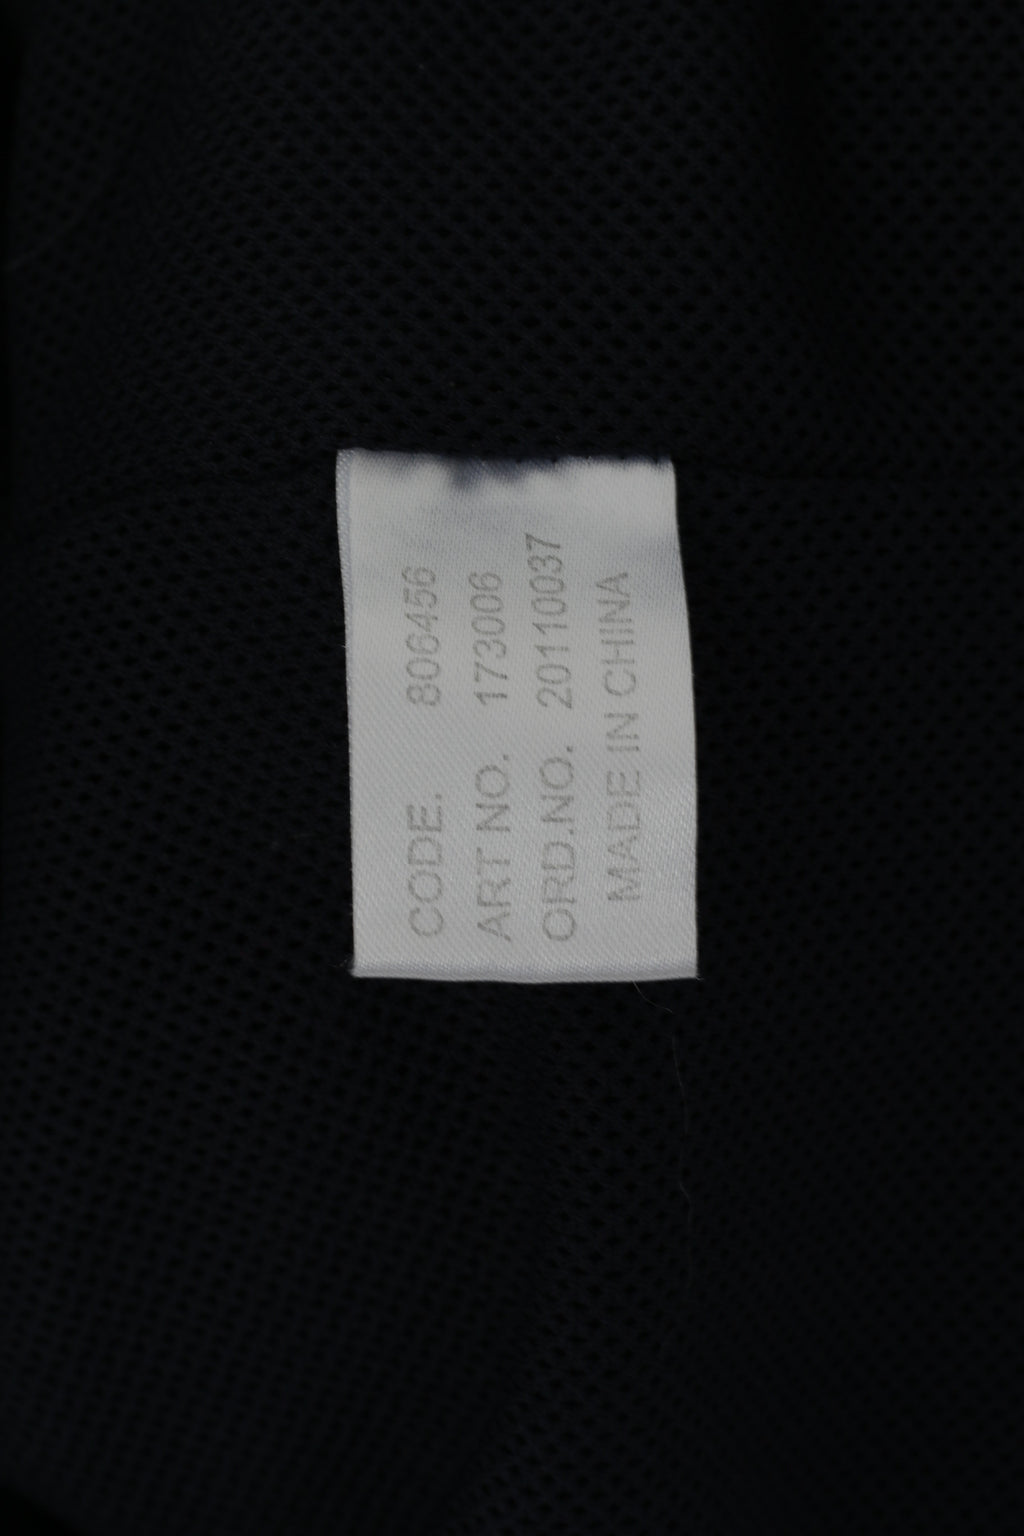 CODE. 806456
ART NO. 173006
ORD.NO. 20110037
MADE IN CHINA